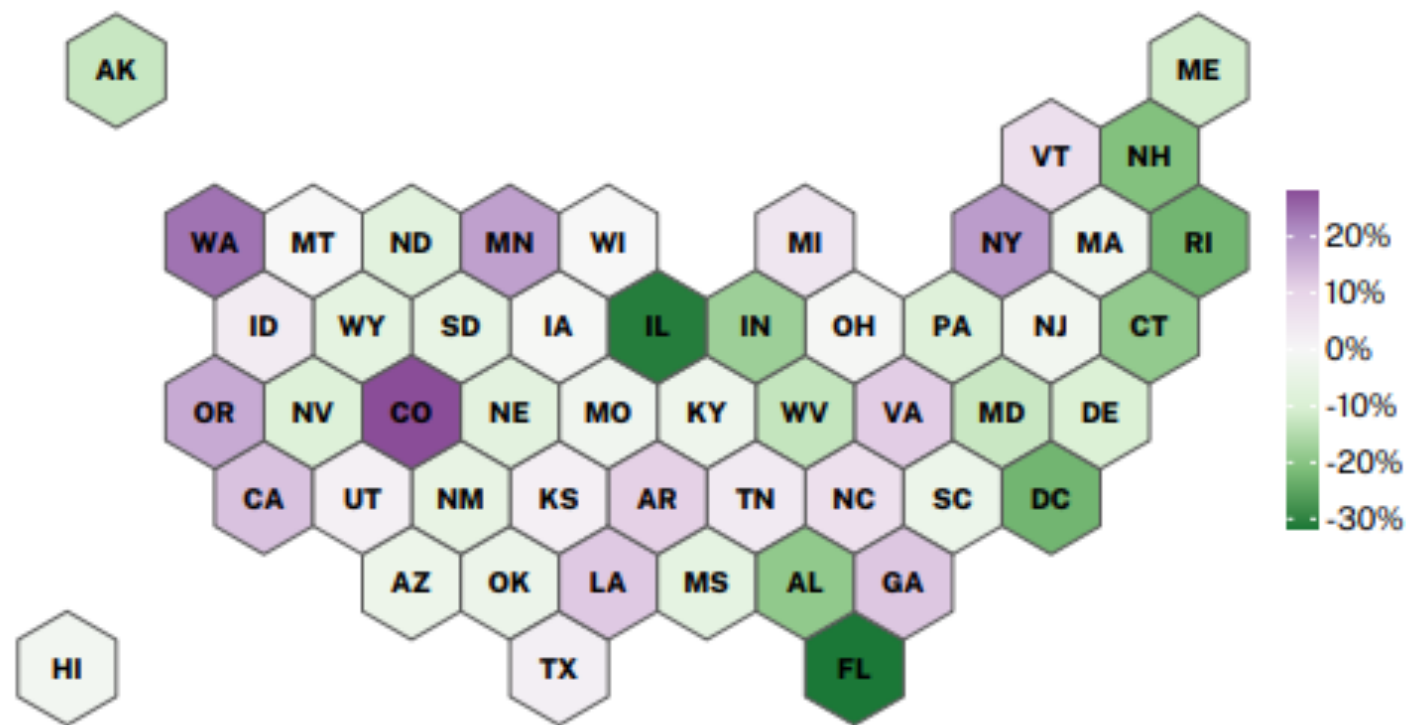 AK ME
VT NH
WA MT ND MN WI MI NY MA RI
ID WY SD IA IL IN OH PA NJ CT
OR NV CO NE MO KY WV VA MD DE
CA UT NM KS AR TN NC SC DC
AZ OK LA MS AL GA
HI TX FL
20%
10%
0%
-10%
-20%
-30%